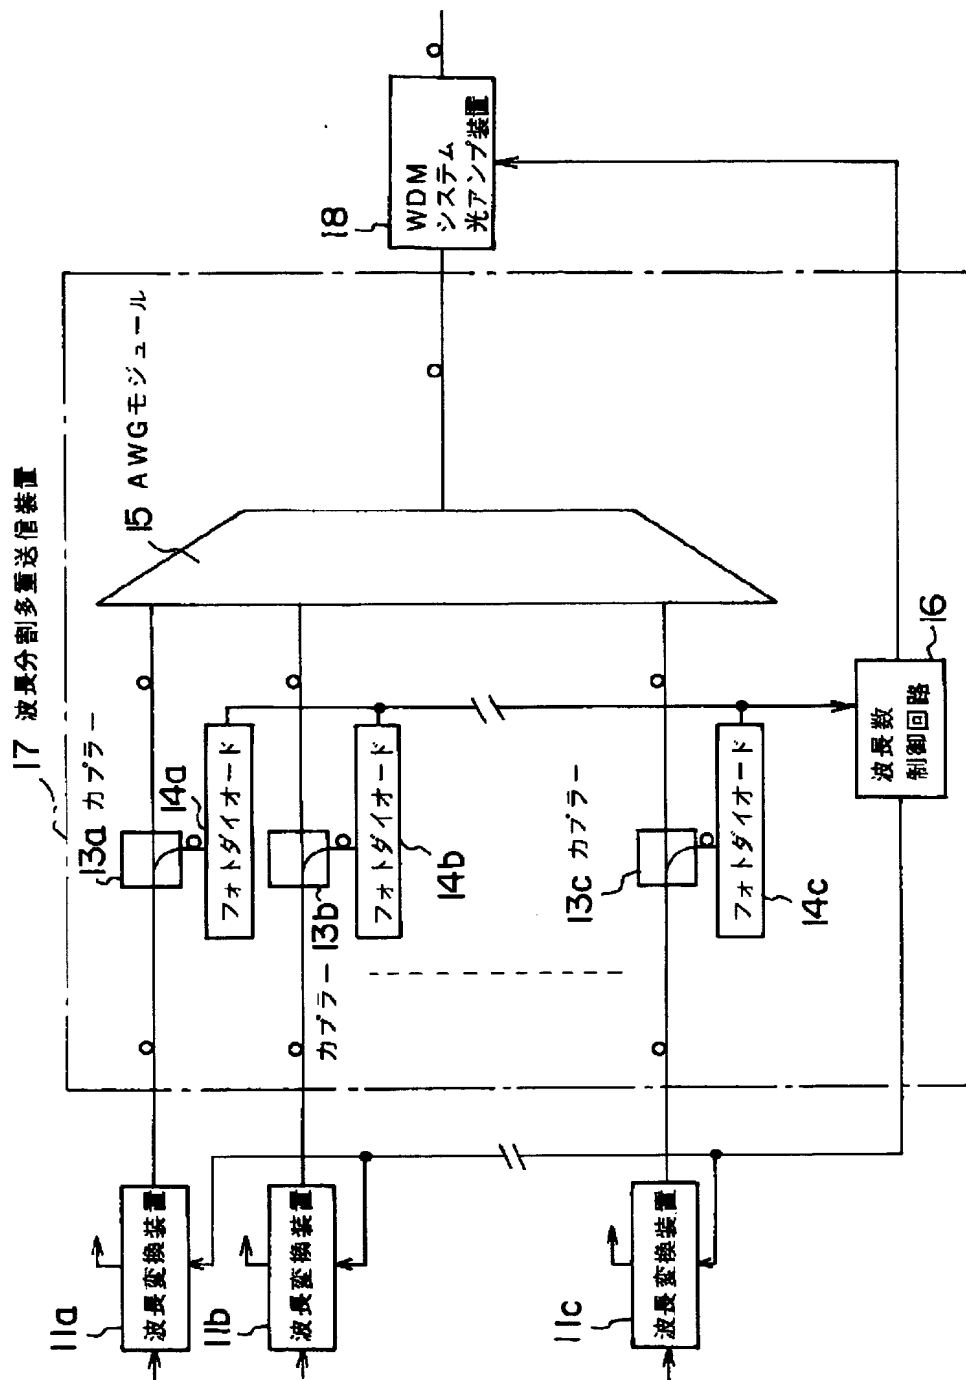 17 波長分割多重送信装置
15 AWGモジュール
18
WDM
システム
光アンプ装置
13a カプラー
14a
フォトダイオード
13b
カプラー
フォトダイオード
14b
13c カプラー
フォトダイオード
14c
波長数
制御回路
16
11a
波長変換装置
11b
波長変換装置
11c
波長変換装置